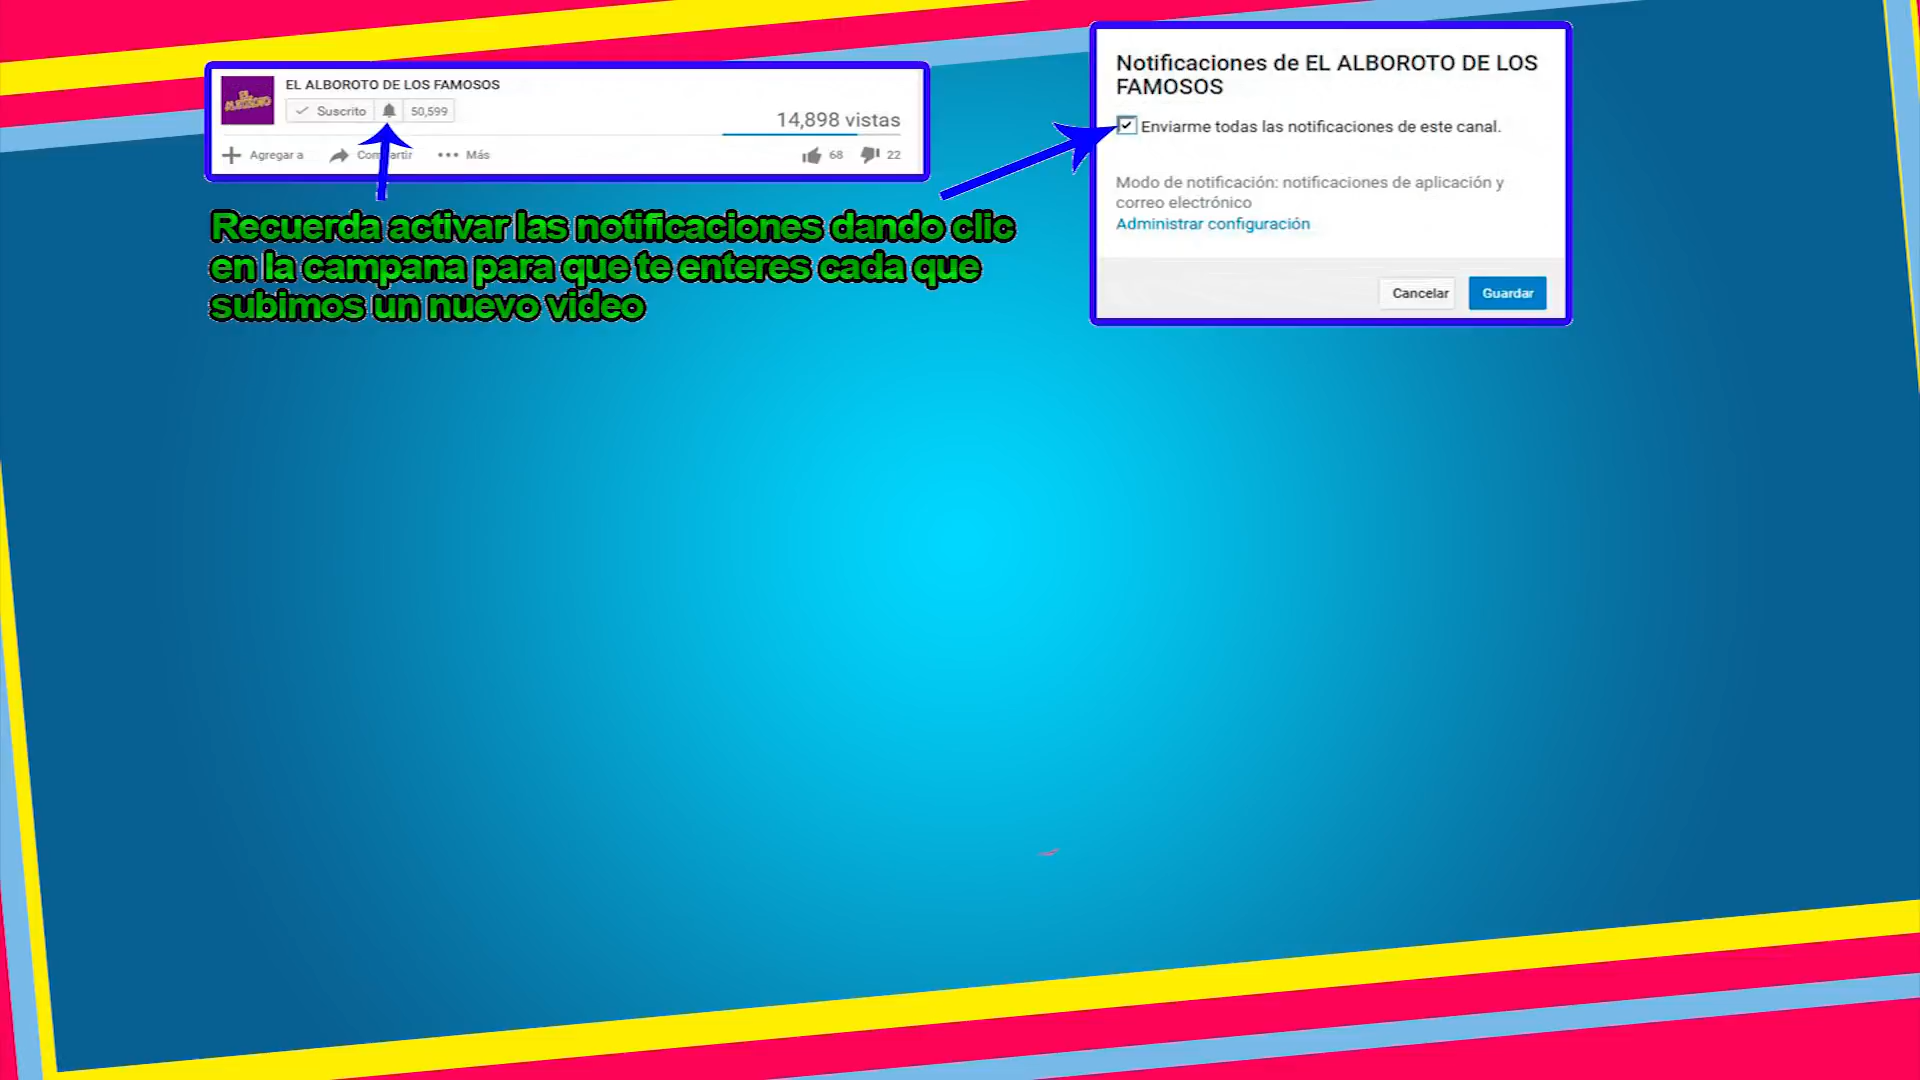 EL ALBOROTO DE LOS FAMOSOS
Suscrito 50,599
14,898 vistas
Agregar a Compartir Más 68 22
Recuerda activar las notificaciones dando clic
en la campana para que te enteres cada que
subimos un nuevo video
Notificaciones de EL ALBOROTO DE LOS
FAMOSOS
Enviarme todas las notificaciones de este canal.
Modo de notificación: notificaciones de aplicación y
correo electrónico
Administrar configuración
Cancelar Guardar